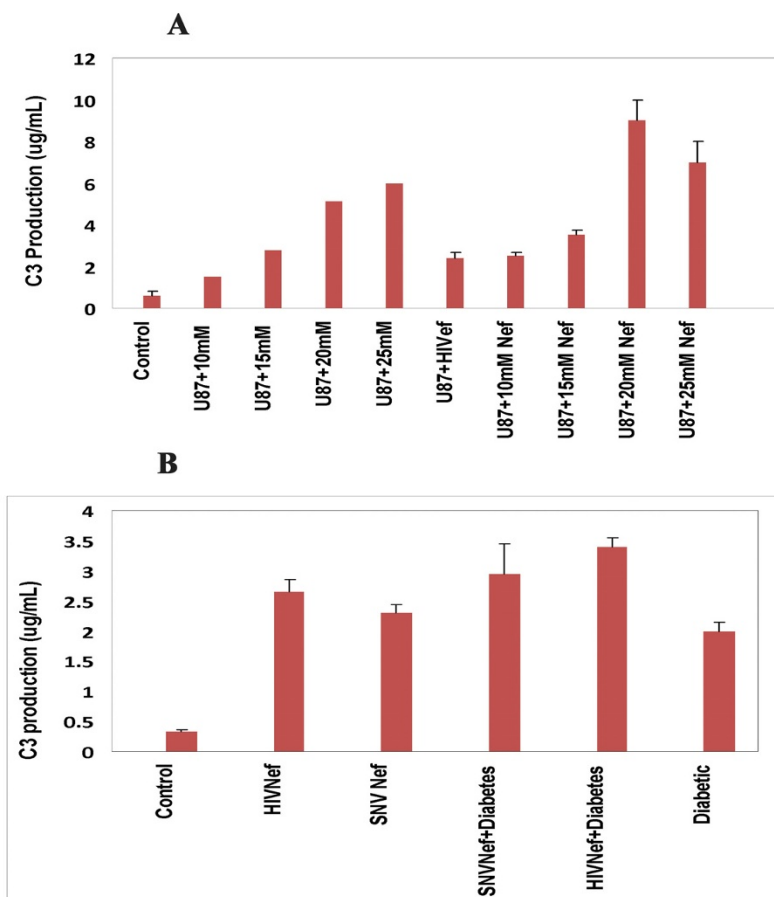 A
C3 Production (ug/mL)
12
10
8
6
4
2
0
Control
U87+10mM
U87+15mM
U87+20mM
U87+25mM
U87+HIVef
U87+10mM Nef
U87+15mM Nef
U87+20mM Nef
U87+25mM Nef
B
C3 production (ug/mL)
4
3.5
3
2.5
2
1.5
1
0.5
0
Control
HIVNef
SNV Nef
SNVNef+Diabetes
HIVNef+Diabetes
Diabetic